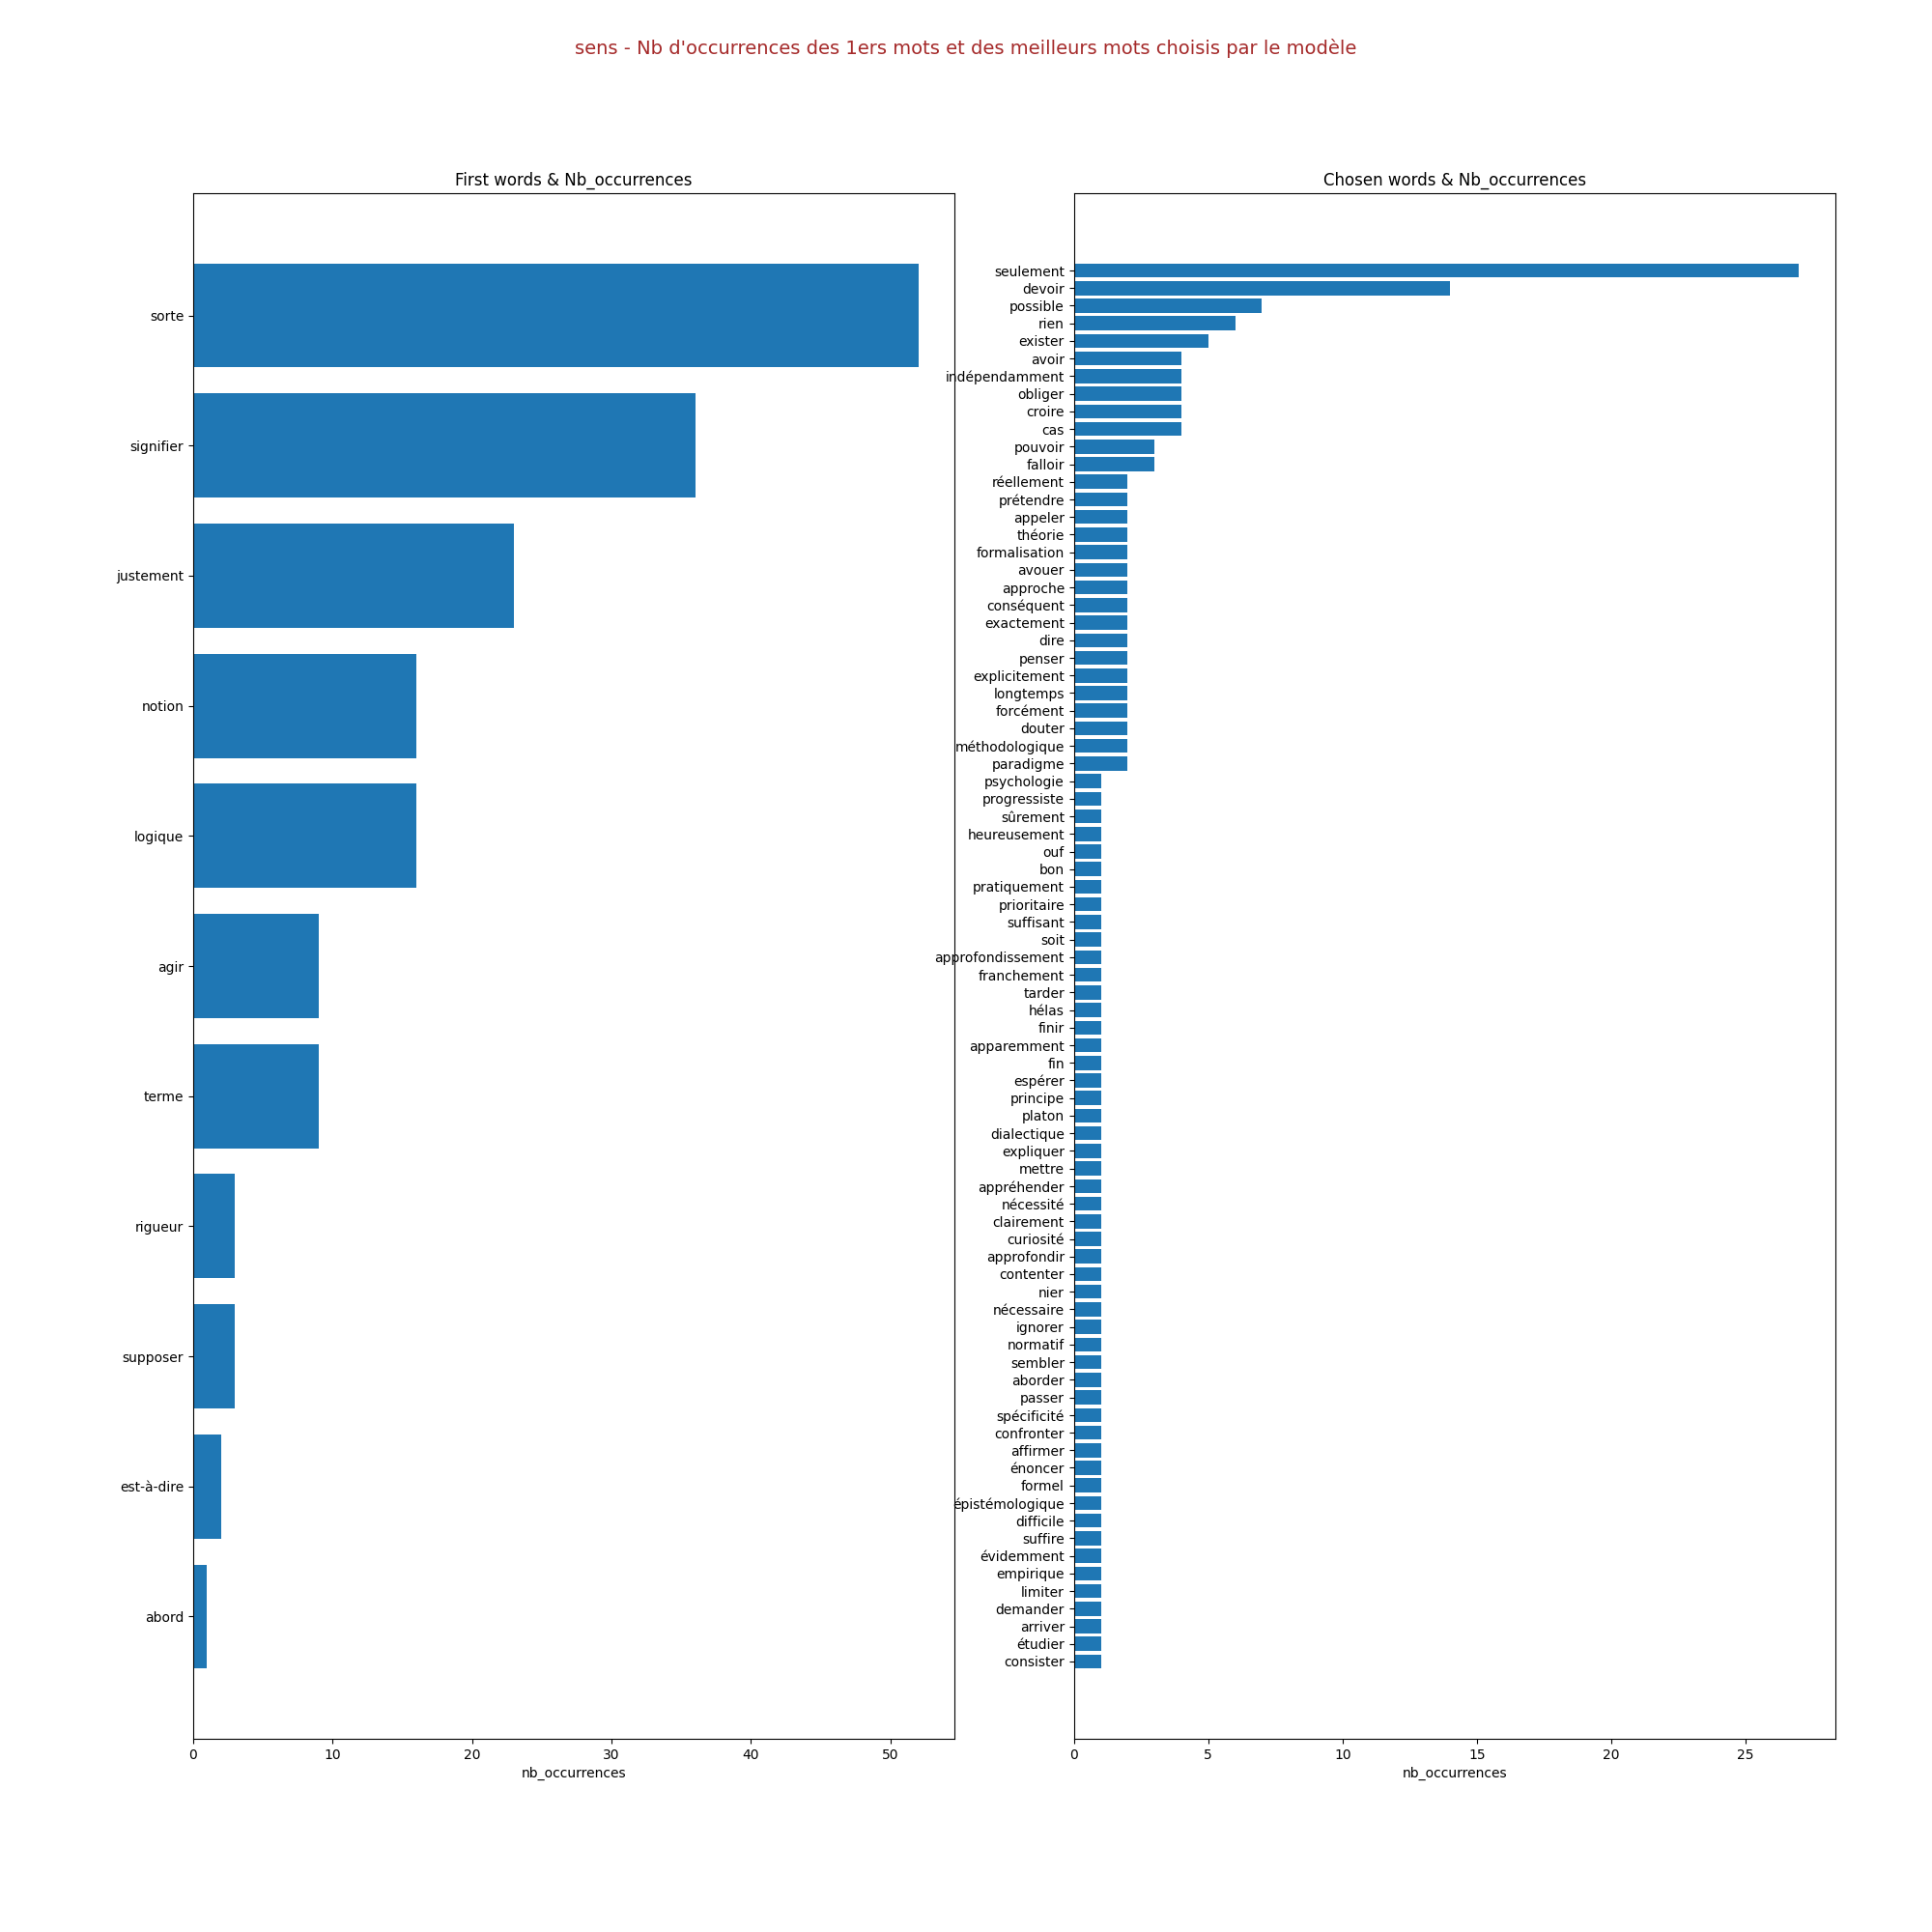 sens - Nb d'occurrences des 1ers mots et des meilleurs mots choisis par le modèle
First words & Nb_occurrences
sorte
signifier
justement
notion
logique
agir
terme
rigueur
supposer
est-à-dire
abord
0 10 20 30 40 50
nb_occurrences
Chosen words & Nb_occurrences
seulement
devoir
possible
rien
exister
avoir
indépendamment
obliger
croire
cas
pouvoir
falloir
réellement
prétendre
appeler
théorie
formalisation
avouer
approche
conséquent
exactement
dire
penser
explicitement
longtemps
forcément
douter
méthodologique
paradigme
psychologie
progressiste
sûrement
heureusement
ouf
bon
pratiquement
prioritaire
suffisant
soit
approfondissement
franchement
tarder
hélas
finir
apparemment
fin
espérer
principe
platon
dialectique
expliquer
mettre
appréhender
nécessité
clairement
curiosité
approfondir
contenter
nier
nécessaire
ignorer
normatif
sembler
aborder
passer
spécificité
confronter
affirmer
énoncer
formel
épistémologique
difficile
suffire
évidemment
empirique
limiter
demander
arriver
étudier
consister
0 5 10 15 20 25
nb_occurrences